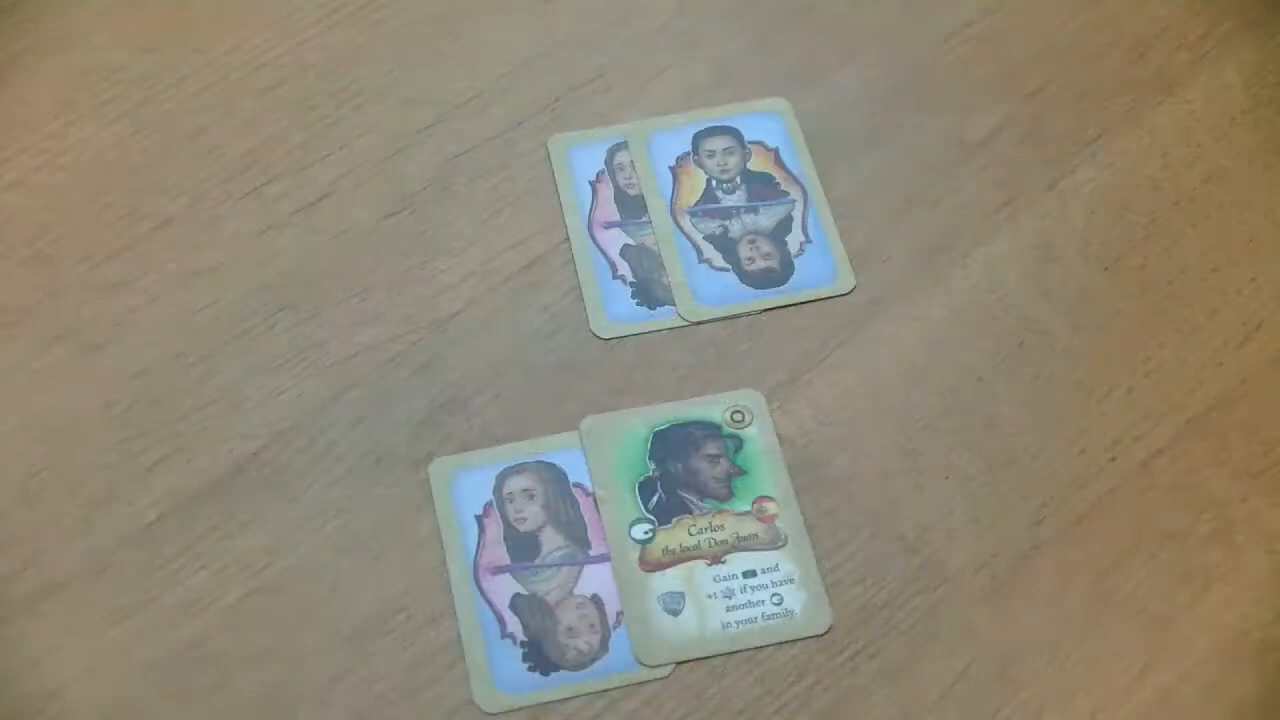 Carlos
the local Don Juan
Gain and
+1 if you have
another
in your family.